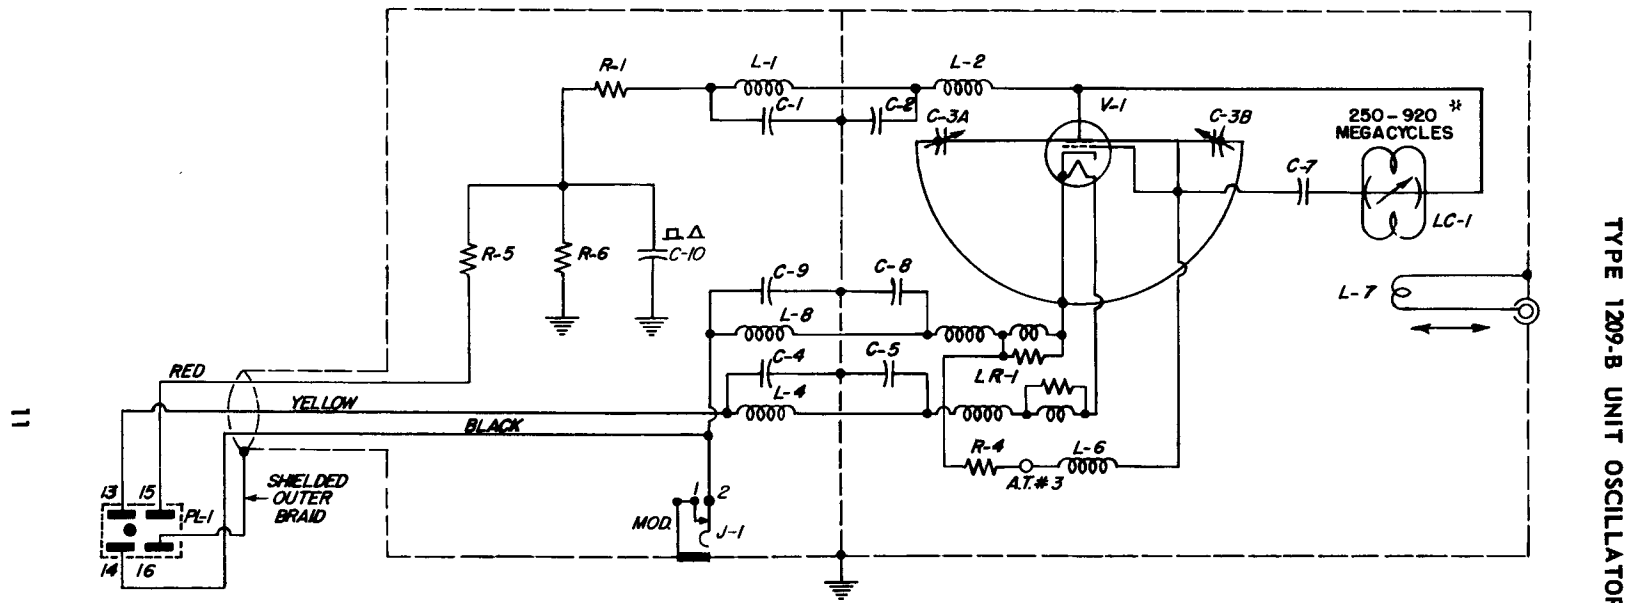 L-1
L-2
R-1
C-1
C-2
V-1
C-3A
C-3B
250-920 *
MEGACYCLES
C-7
LC-1
R-5
R-6
C-10
C-9
C-8
L-7
L-8
C-4
C-5
LR-1
RED
L-4
YELLOW
BLACK
R-4
L-6
A.T.#3
SHIELDED
OUTER
BRAID
13
15
PL-1
14
16
1
2
MOD.
J-1
11
TYPE 1209-B UNIT OSCILLATOR